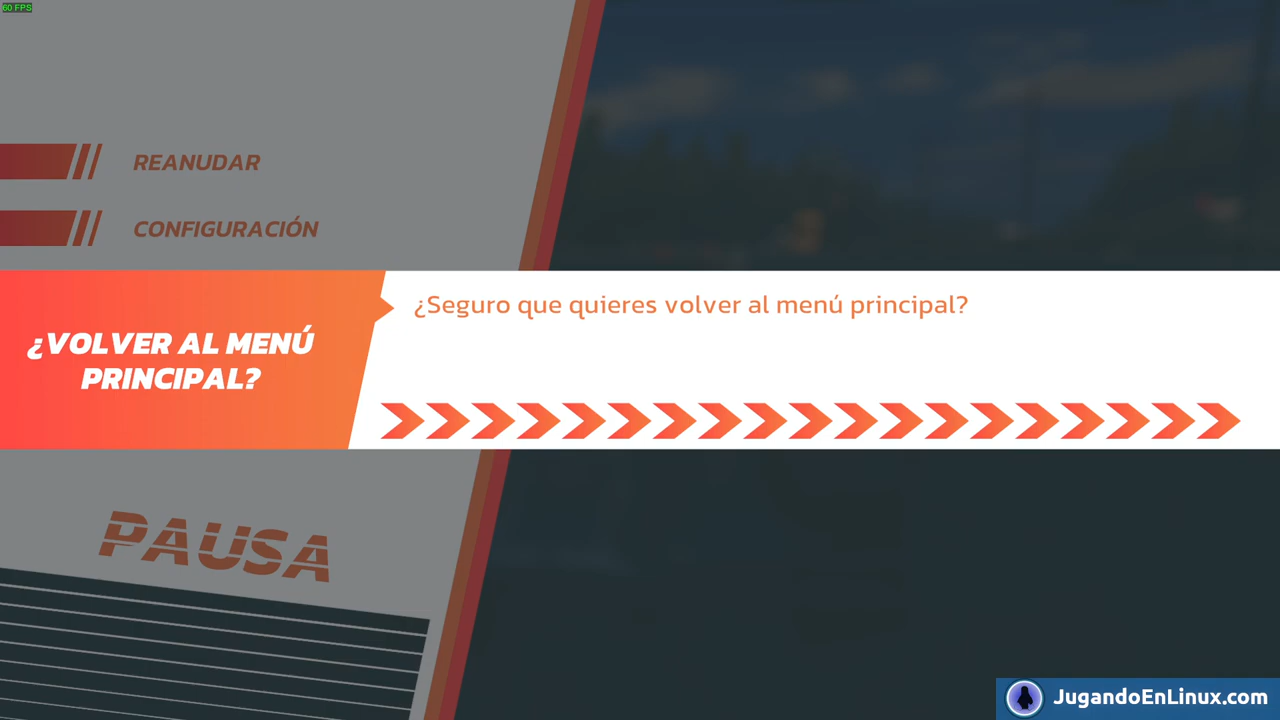 60 FPS
REANUDAR
CONFIGURACIÓN
¿VOLVER AL MENÚ
PRINCIPAL?
¿Seguro que quieres volver al menú principal?
PAUSA
JugandoEnLinux.com